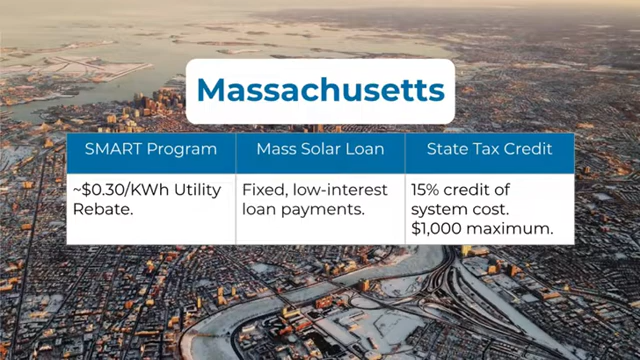 Massachusetts
SMART Program
Mass Solar Loan
State Tax Credit
~$0.30/KWh Utility
Rebate.
Fixed, low-interest
loan payments.
15% credit of
system cost.
$1,000 maximum.